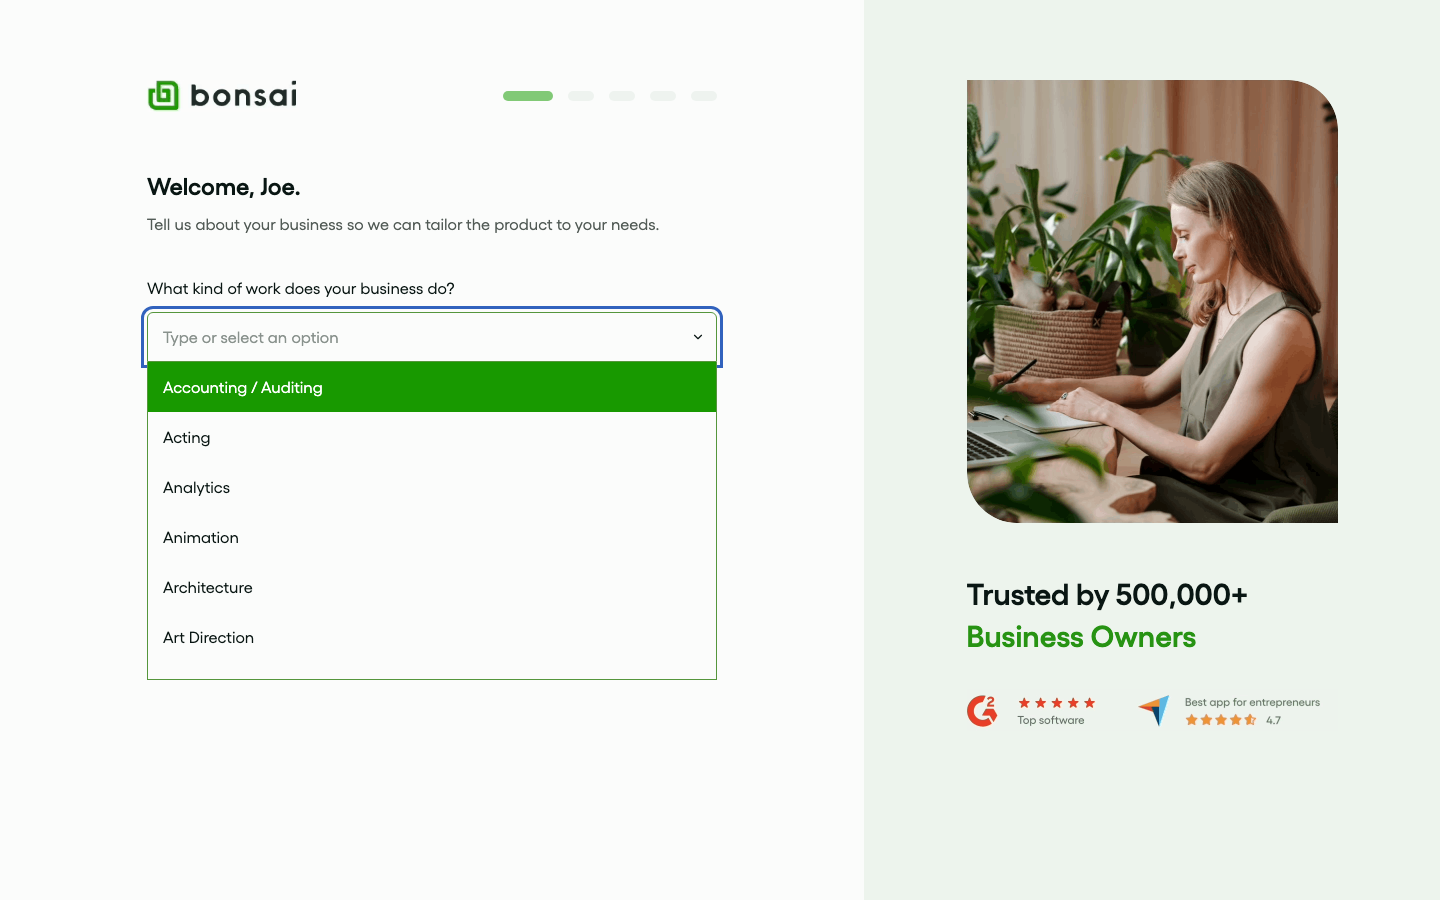 bonsai
Welcome, Joe.
Tell us about your business so we can tailor the product to your needs.
What kind of work does your business do?
Type or select an option
Accounting / Auditing
Acting
Analytics
Animation
Architecture
Art Direction
Trusted by 500,000+
Business Owners
G2
Top software
Best app for entrepreneurs
4.7